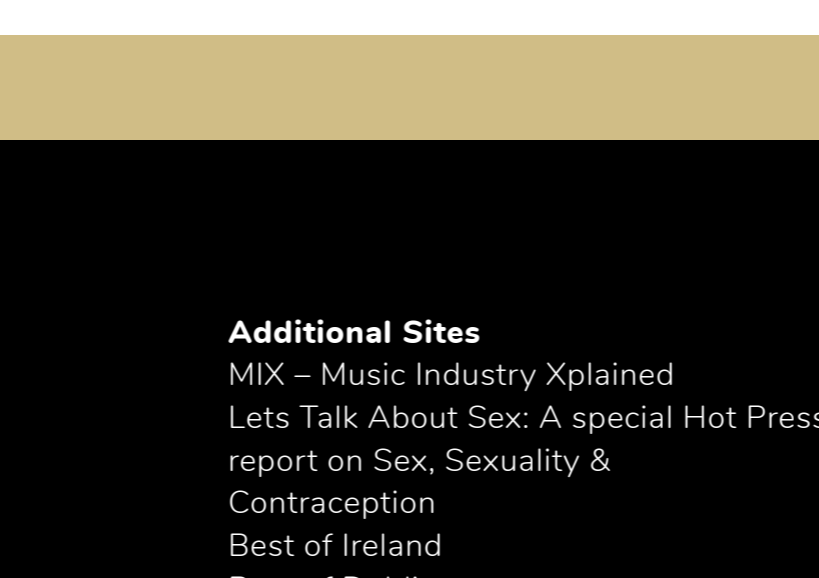 Additional Sites
MIX – Music Industry Xplained
Lets Talk About Sex: A special Hot Press
report on Sex, Sexuality &
Contraception
Best of Ireland